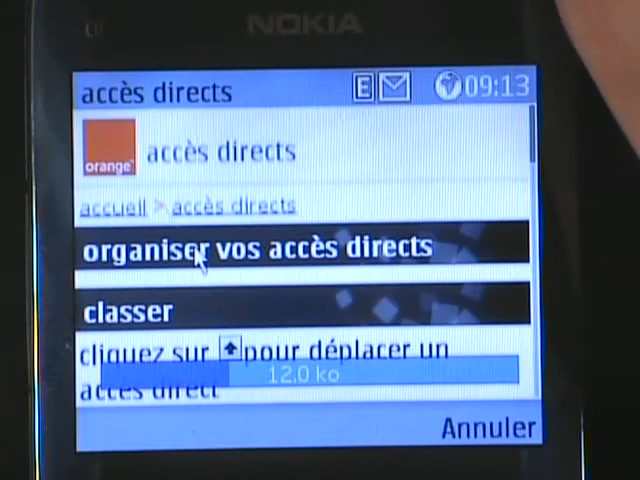 NOKIA
accès directs E 09:13
orange™ accès directs
accueil > accès directs
organiser vos accès directs
classer
cliquez sur pour déplacer un
accès direct
12.0 ko
Annuler